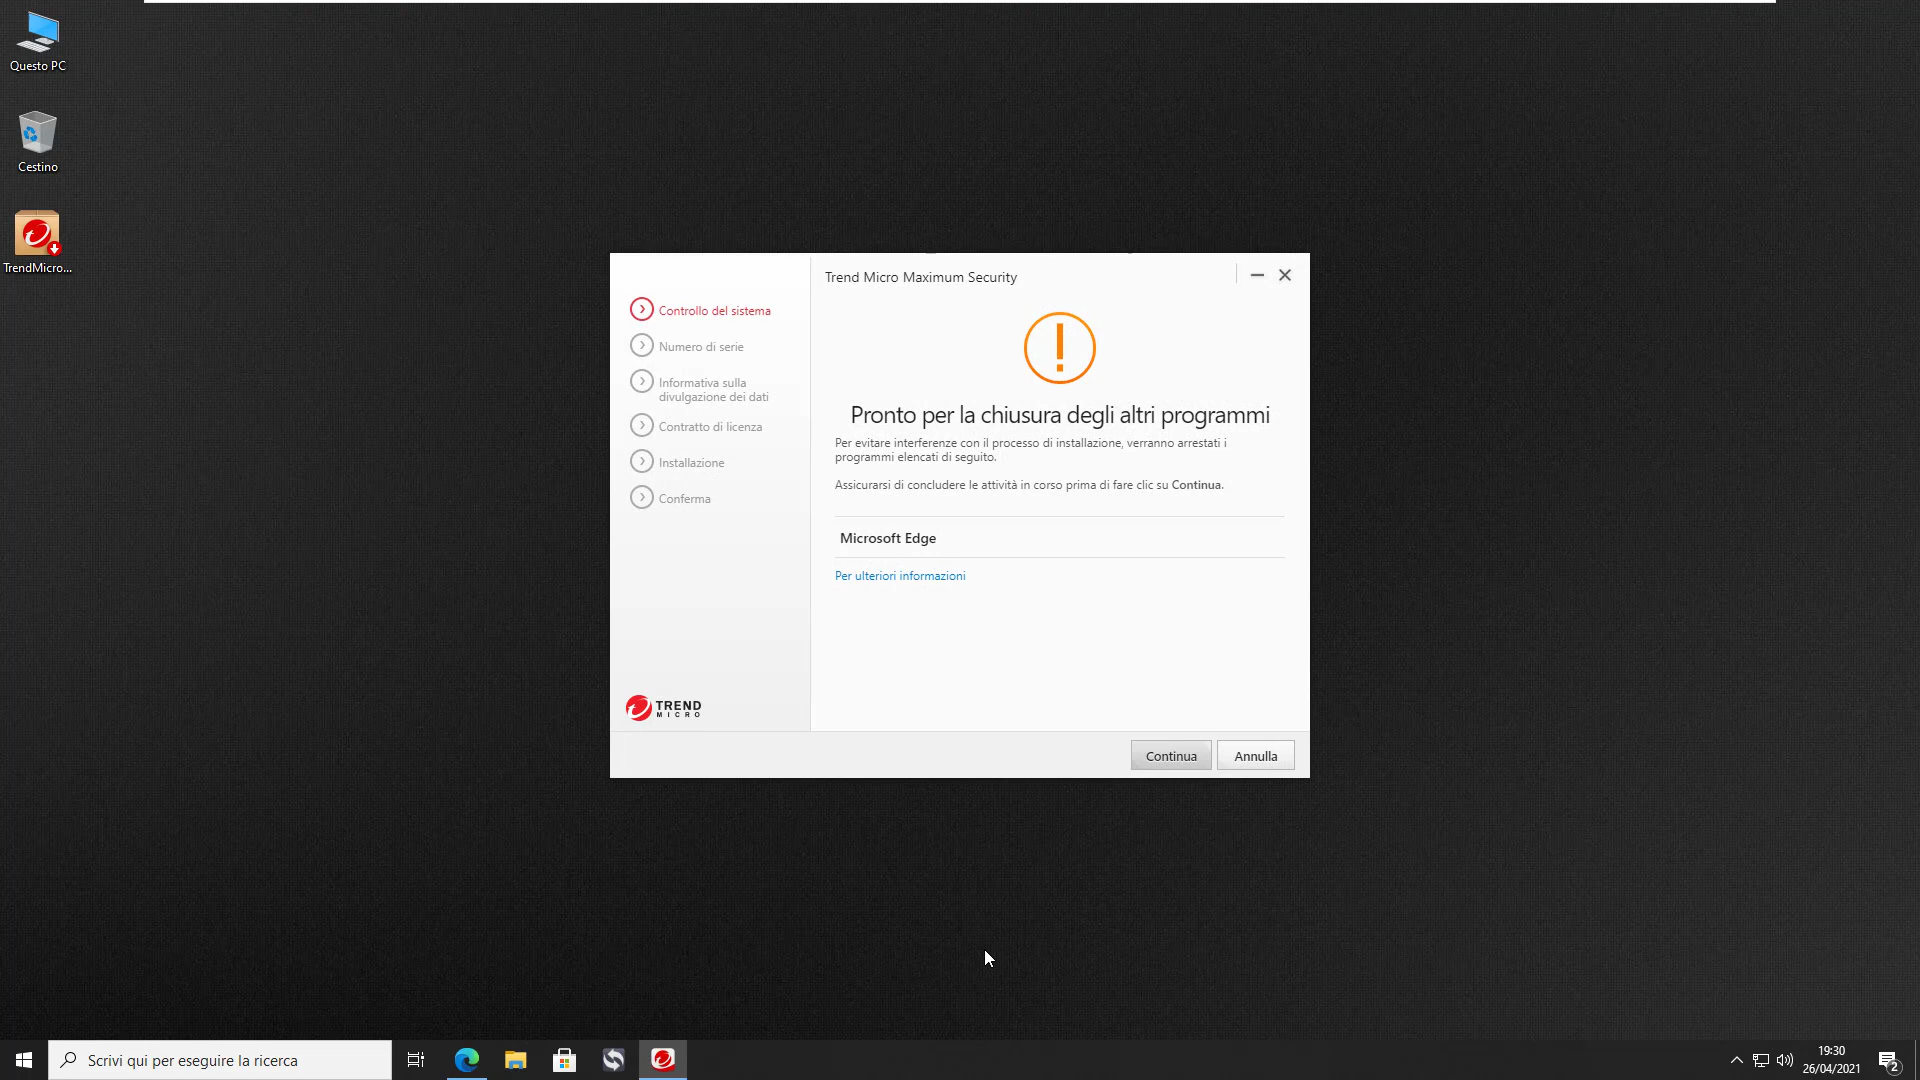 Questo PC
Cestino
TrendMicro...
Trend Micro Maximum Security
Controllo del sistema
Numero di serie
Informativa sulla
divulgazione dei dati
Contratto di licenza
Installazione
Conferma
TREND
MICRO
Pronto per la chiusura degli altri programmi
Per evitare interferenze con il processo di installazione, verranno arrestati i
programmi elencati di seguito.
Assicurarsi di concludere le attività in corso prima di fare clic su Continua.
Microsoft Edge
Per ulteriori informazioni
Continua
Annulla
Scrivi qui per eseguire la ricerca
19:30
26/04/2021
2